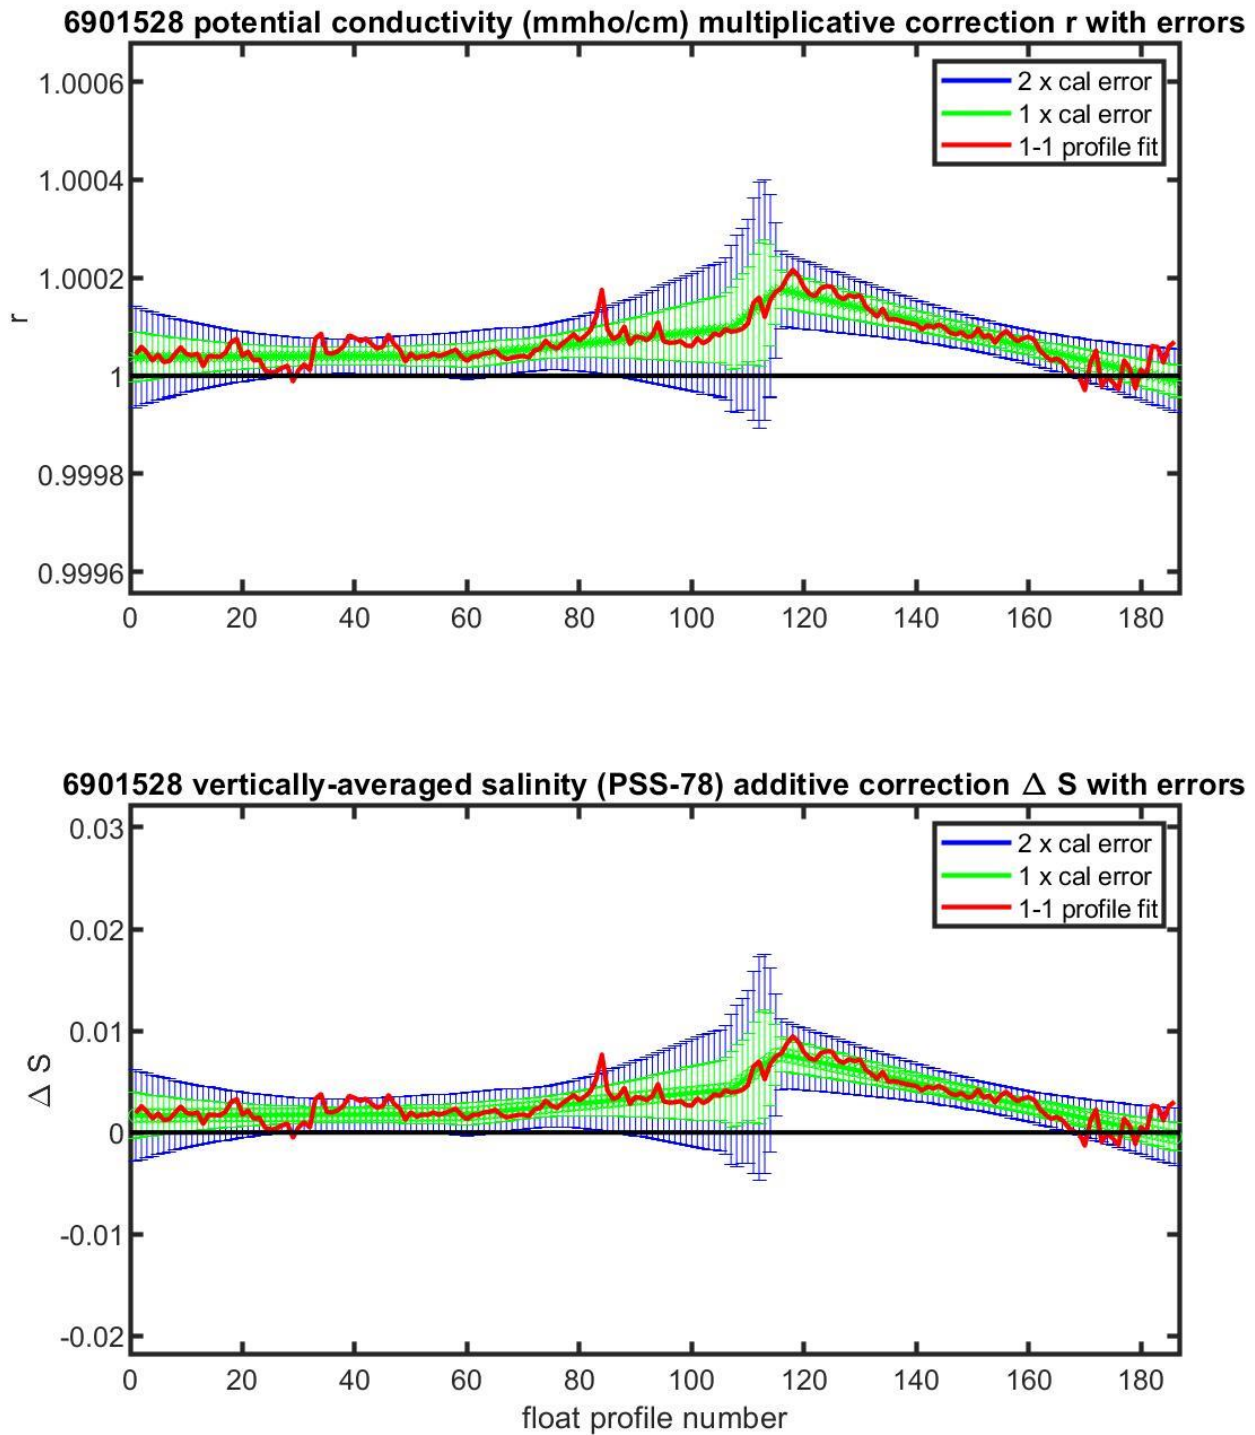 6901528 potential conductivity (mmho/cm) multiplicative correction r with errors
2 x cal error
1 x cal error
1-1 profile fit
r
1.0006
1.0004
1.0002
1
0.9998
0.9996
0 20 40 60 80 100 120 140 160 180
6901528 vertically-averaged salinity (PSS-78) additive correction Δ S with errors
2 x cal error
1 x cal error
1-1 profile fit
Δ S
0.03
0.02
0.01
0
-0.01
-0.02
0 20 40 60 80 100 120 140 160 180
float profile number